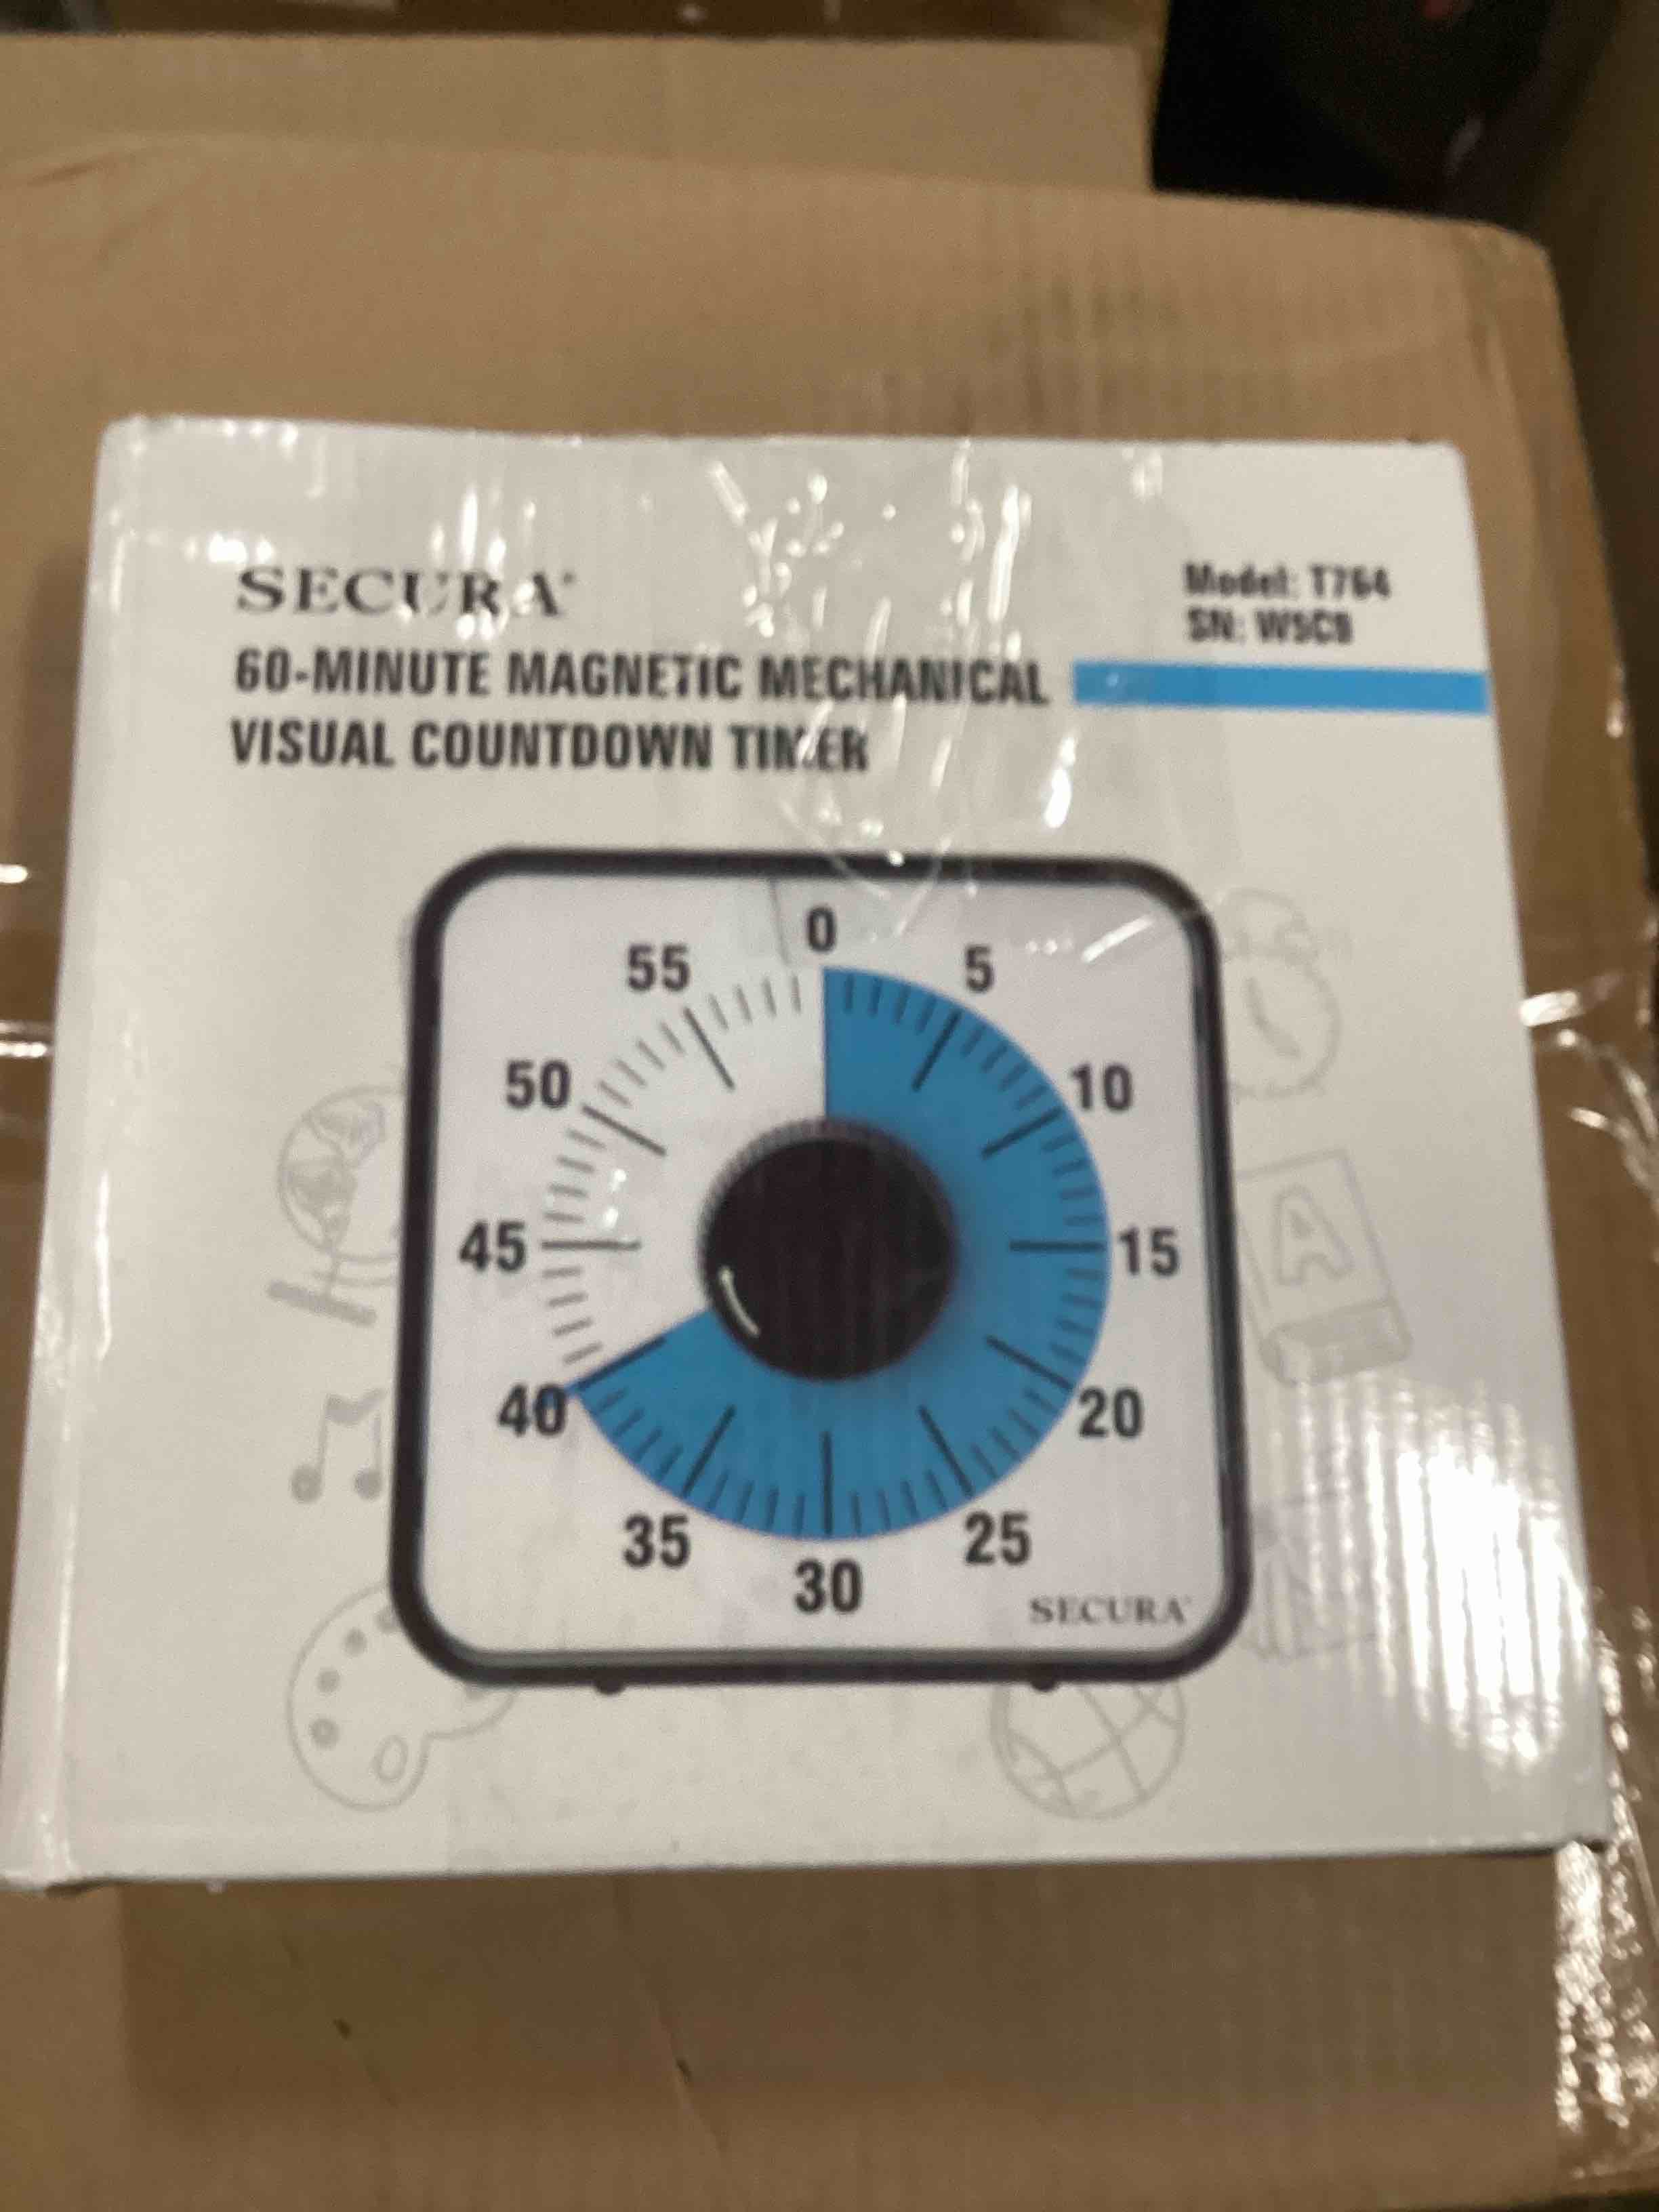 SECURA®
Model: T764
SN: W5C9
60-MINUTE MAGNETIC MECHANICAL
VISUAL COUNTDOWN TIMER
0
55
5
50
10
45
15
A
40
20
35
25
30
SECURA®